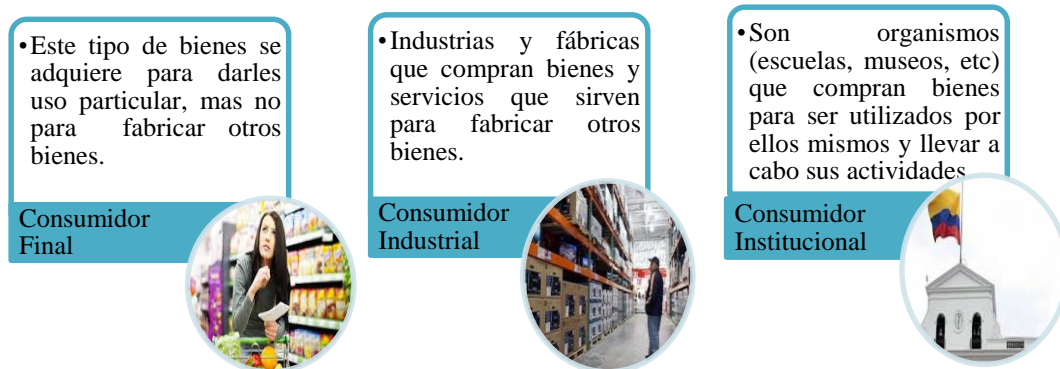 •Este tipo de bienes se
adquiere para darles
uso particular, mas no
para fabricar otros
bienes.
Consumidor
Final
•Industrias y fábricas
que compran bienes y
servicios que sirven
para fabricar otros
bienes.
Consumidor
Industrial
•Son organismos
(escuelas, museos, etc)
que compran bienes
para ser utilizados por
ellos mismos y llevar a
cabo sus actividades
Consumidor
Institucional